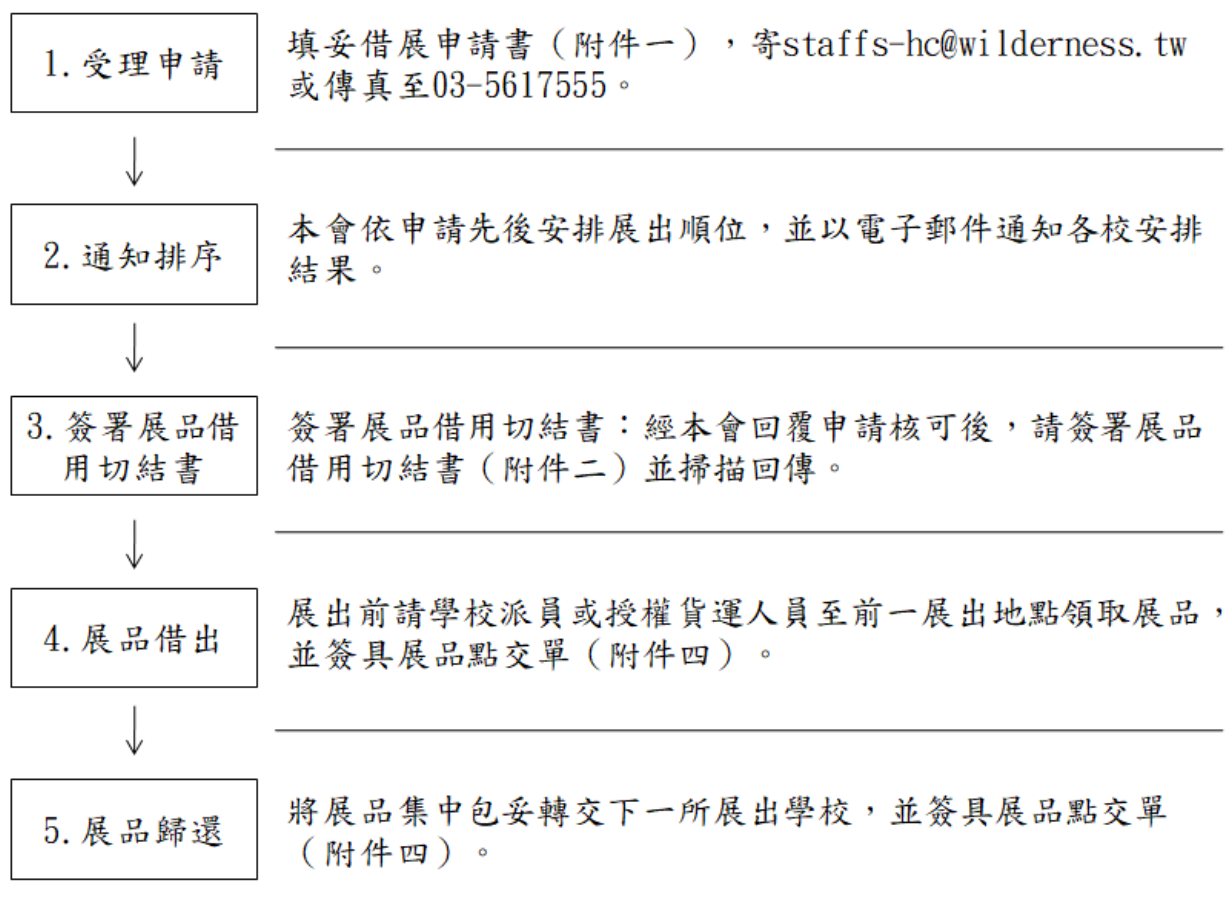 1.受理申請
填妥借展申請書（附件一），寄staffs-hc@wilderness.tw
或傳真至03-5617555。
2.通知排序
本會依申請先後安排展出順位，並以電子郵件通知各校安排
結果。
3.簽署展品借
用切結書
簽署展品借用切結書：經本會回覆申請核可後，請簽署展品
借用切結書（附件二）並掃描回傳。
4.展品借出
展出前請學校派員或授權貨運人員至前一展出地點領取展品，
並簽具展品點交單（附件四）。
5.展品歸還
將展品集中包妥轉交下一所展出學校，並簽具展品點交單
（附件四）。